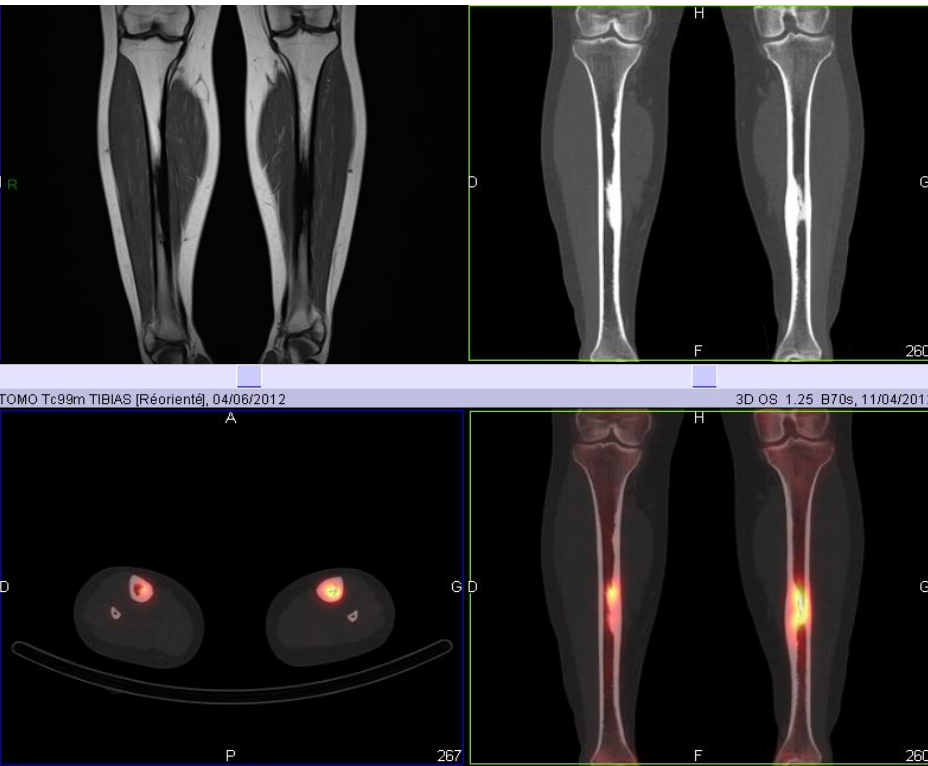 H
R
D
G
F
260
TOMO Tc99m TIBIAS [Réorienté], 04/06/2012
3D OS 1.25 B70s, 11/04/201
A
H
D
G
D
G
P
267
F
260